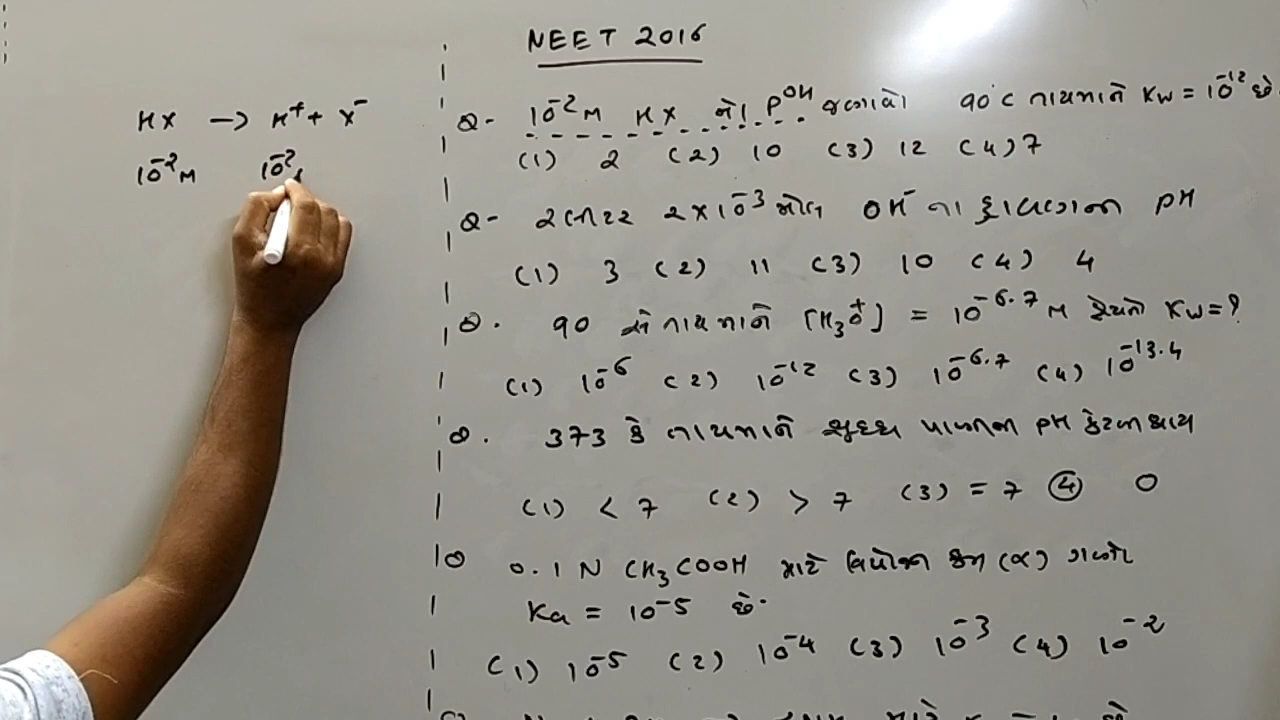 NEET 2016
HX → H⁺ + X⁻
10⁻²M 10⁻²
Q- 10⁻²M HX નો pOH જણાવો 90°C તાપમાને Kw = 10⁻¹² છે.
(1) 2 (2) 10 (3) 12 (4) 7
Q- 2 લીટર 2×10⁻³ મોલ OH⁻ ના દ્રાવણના pH
(1) 3 (2) 11 (3) 10 (4) 4
Q. 90 સે તાપમાને [H₃O⁺] = 10⁻⁶·⁷ M હોયતો Kw = ?
(1) 10⁻⁶ (2) 10⁻¹² (3) 10⁻⁶·⁷ (4) 10⁻¹³·⁴
Q. 373 કે તાપમાને શુદ્ધ પાણીના pH કેટલા થાય
(1) < 7 (2) > 7 (3) = 7 ④ 0
Q 0.1 N CH₃COOH માટે વિયોજન અંશ (α) ગણો
Ka = 10⁻⁵ છે.
(1) 10⁻⁵ (2) 10⁻⁴ (3) 10⁻³ (4) 10⁻²